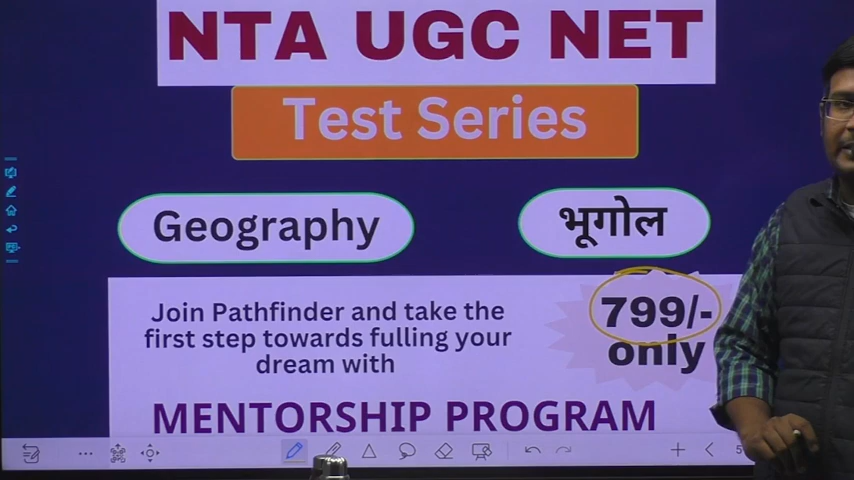 NTA UGC NET
Test Series
Geography
भूगोल
Join Pathfinder and take the
first step towards fulling your
dream with
799/-
only
MENTORSHIP PROGRAM
5